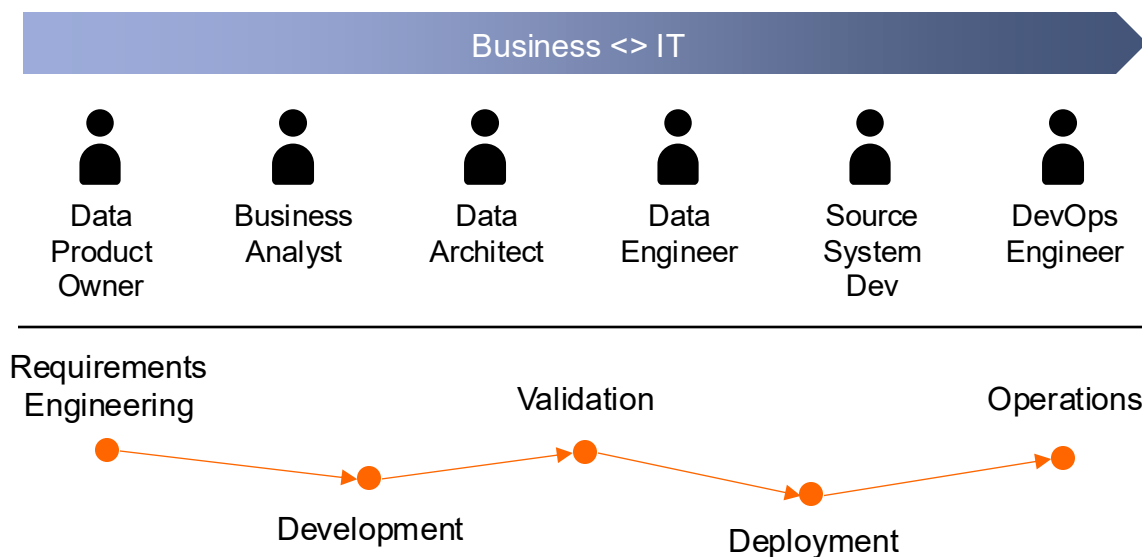 Business <> IT
Data
Product
Owner
Business
Analyst
Data
Architect
Data
Engineer
Source
System
Dev
DevOps
Engineer
Requirements
Engineering
Development
Validation
Deployment
Operations